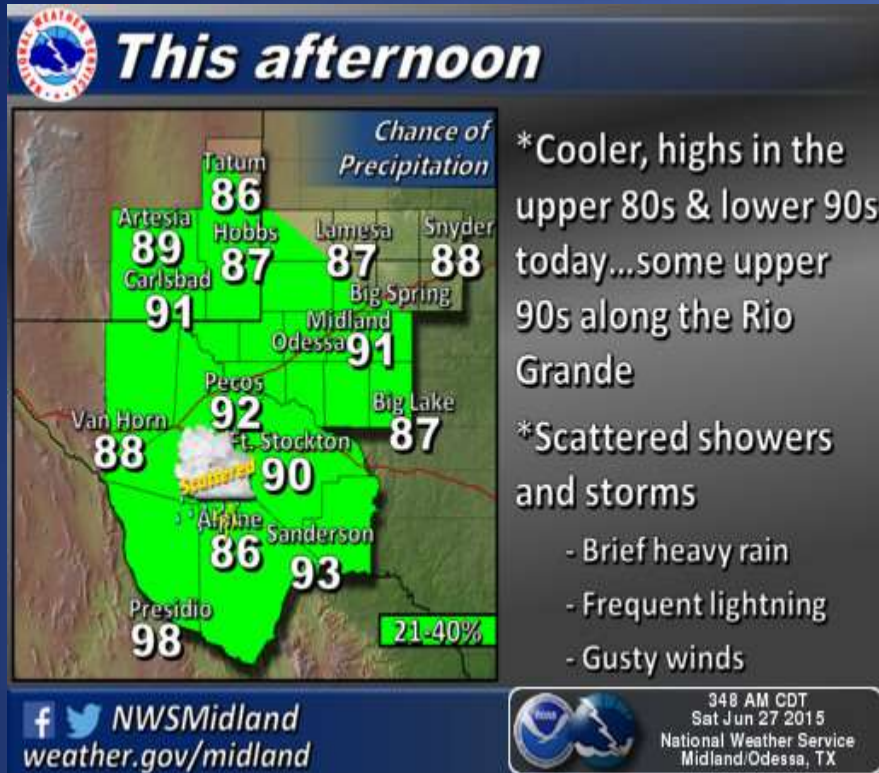 NATIONAL WEATHER SERVICE
This afternoon
Chance of
Precipitation
Tatum
86
Artesia
89
Hobbs
87
Lamesa
87
Snyder
88
Carlsbad
91
Big Spring
Midland
Odessa
91
Pecos
92
Big Lake
87
Van Horn
88
Ft. Stockton
90
Scattered
Alpine
86
Sanderson
93
Presidio
98
21-40%
*Cooler, highs in the
upper 80s & lower 90s
today...some upper
90s along the Rio
Grande
*Scattered showers
and storms
- Brief heavy rain
- Frequent lightning
- Gusty winds
NWSMidland
weather.gov/midland
noaa
348 AM CDT
Sat Jun 27 2015
National Weather Service
Midland/Odessa, TX